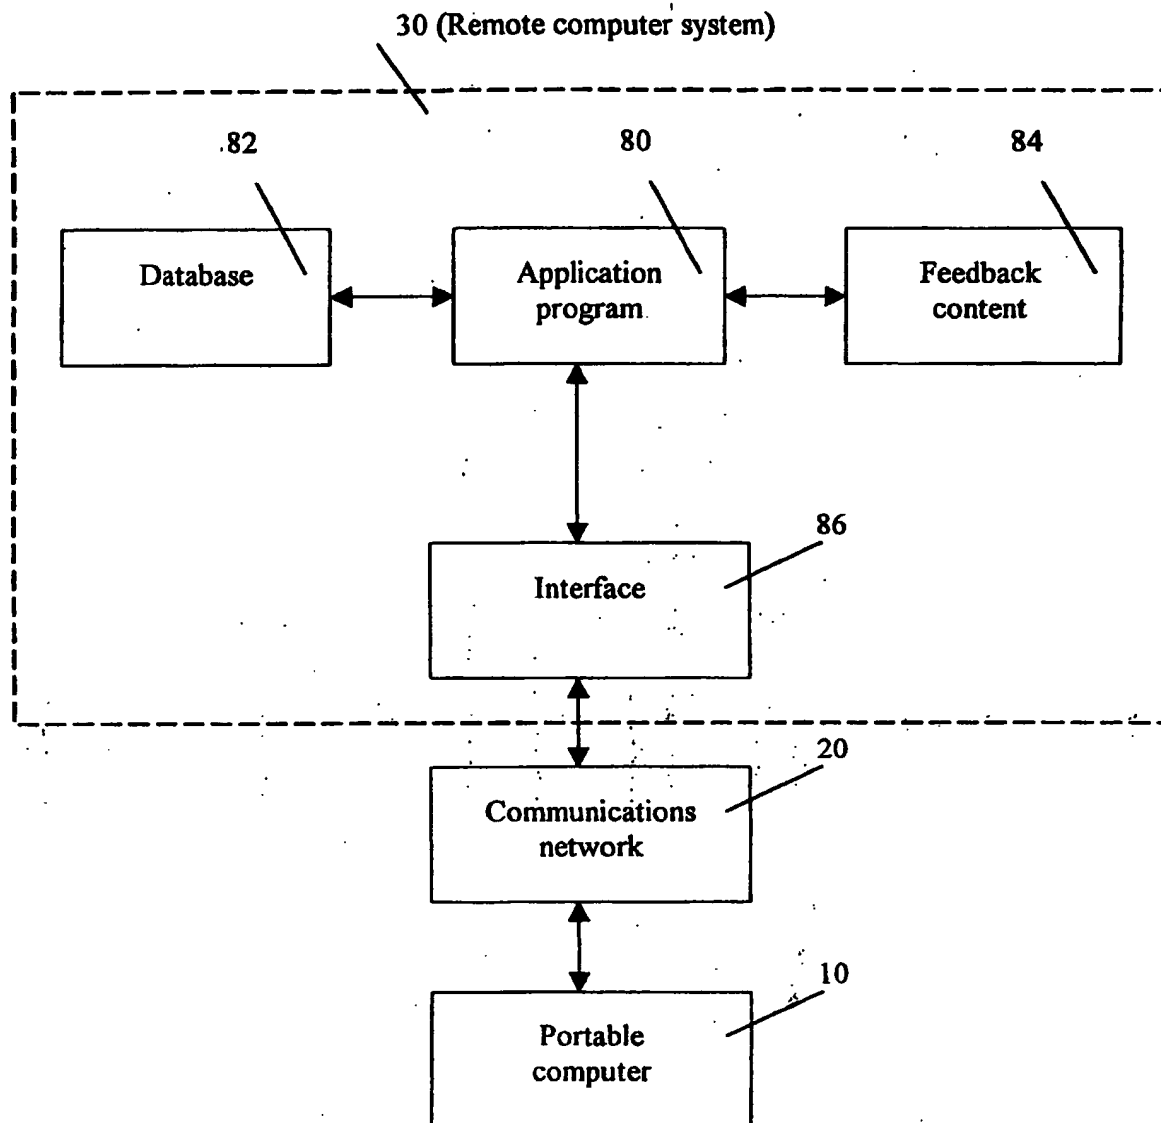 30 (Remote computer system)
82
80
84
Database
Application
program
Feedback
content
86
Interface
20
Communications
network
10
Portable
computer